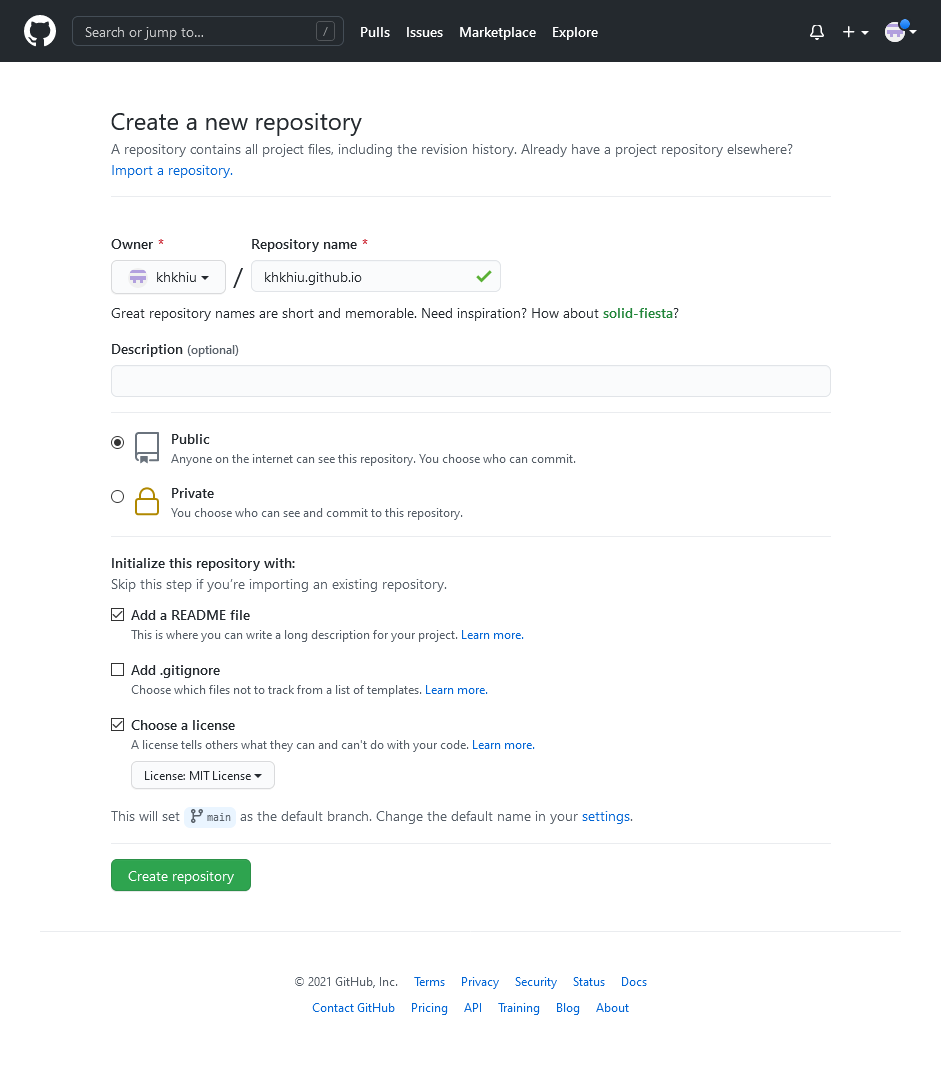 Search or jump to... / Pulls Issues Marketplace Explore
Create a new repository
A repository contains all project files, including the revision history. Already have a project repository elsewhere?
Import a repository.
Owner * Repository name *
khkhiu / khkhiu.github.io
Great repository names are short and memorable. Need inspiration? How about solid-fiesta?
Description (optional)
Public
Anyone on the internet can see this repository. You choose who can commit.
Private
You choose who can see and commit to this repository.
Initialize this repository with:
Skip this step if you’re importing an existing repository.
Add a README file
This is where you can write a long description for your project. Learn more.
Add .gitignore
Choose which files not to track from a list of templates. Learn more.
Choose a license
A license tells others what they can and can't do with your code. Learn more.
License: MIT License
This will set main as the default branch. Change the default name in your settings.
Create repository
© 2021 GitHub, Inc. Terms Privacy Security Status Docs
Contact GitHub Pricing API Training Blog About